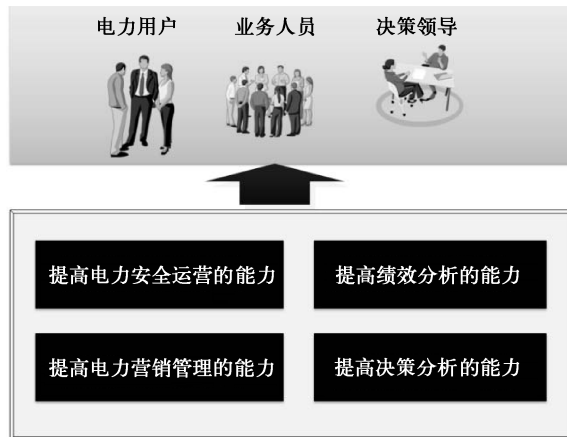 电力用户 业务人员 决策领导
提高电力安全运营的能力 提高绩效分析的能力
提高电力营销管理的能力 提高决策分析的能力